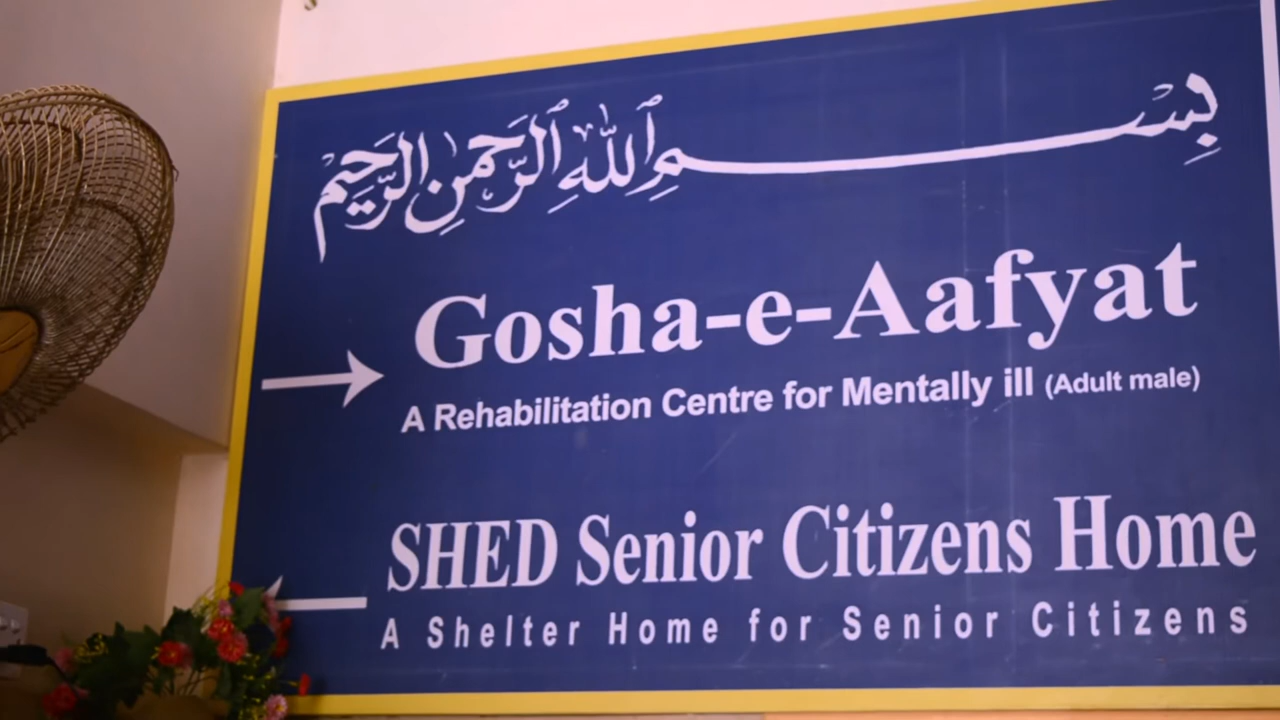 بِسْمِ ٱللَّهِ ٱلرَّحْمَٰنِ ٱلرَّحِيمِ
Gosha-e-Aafyat
A Rehabilitation Centre for Mentally ill (Adult male)
SHED Senior Citizens Home
A Shelter Home for Senior Citizens